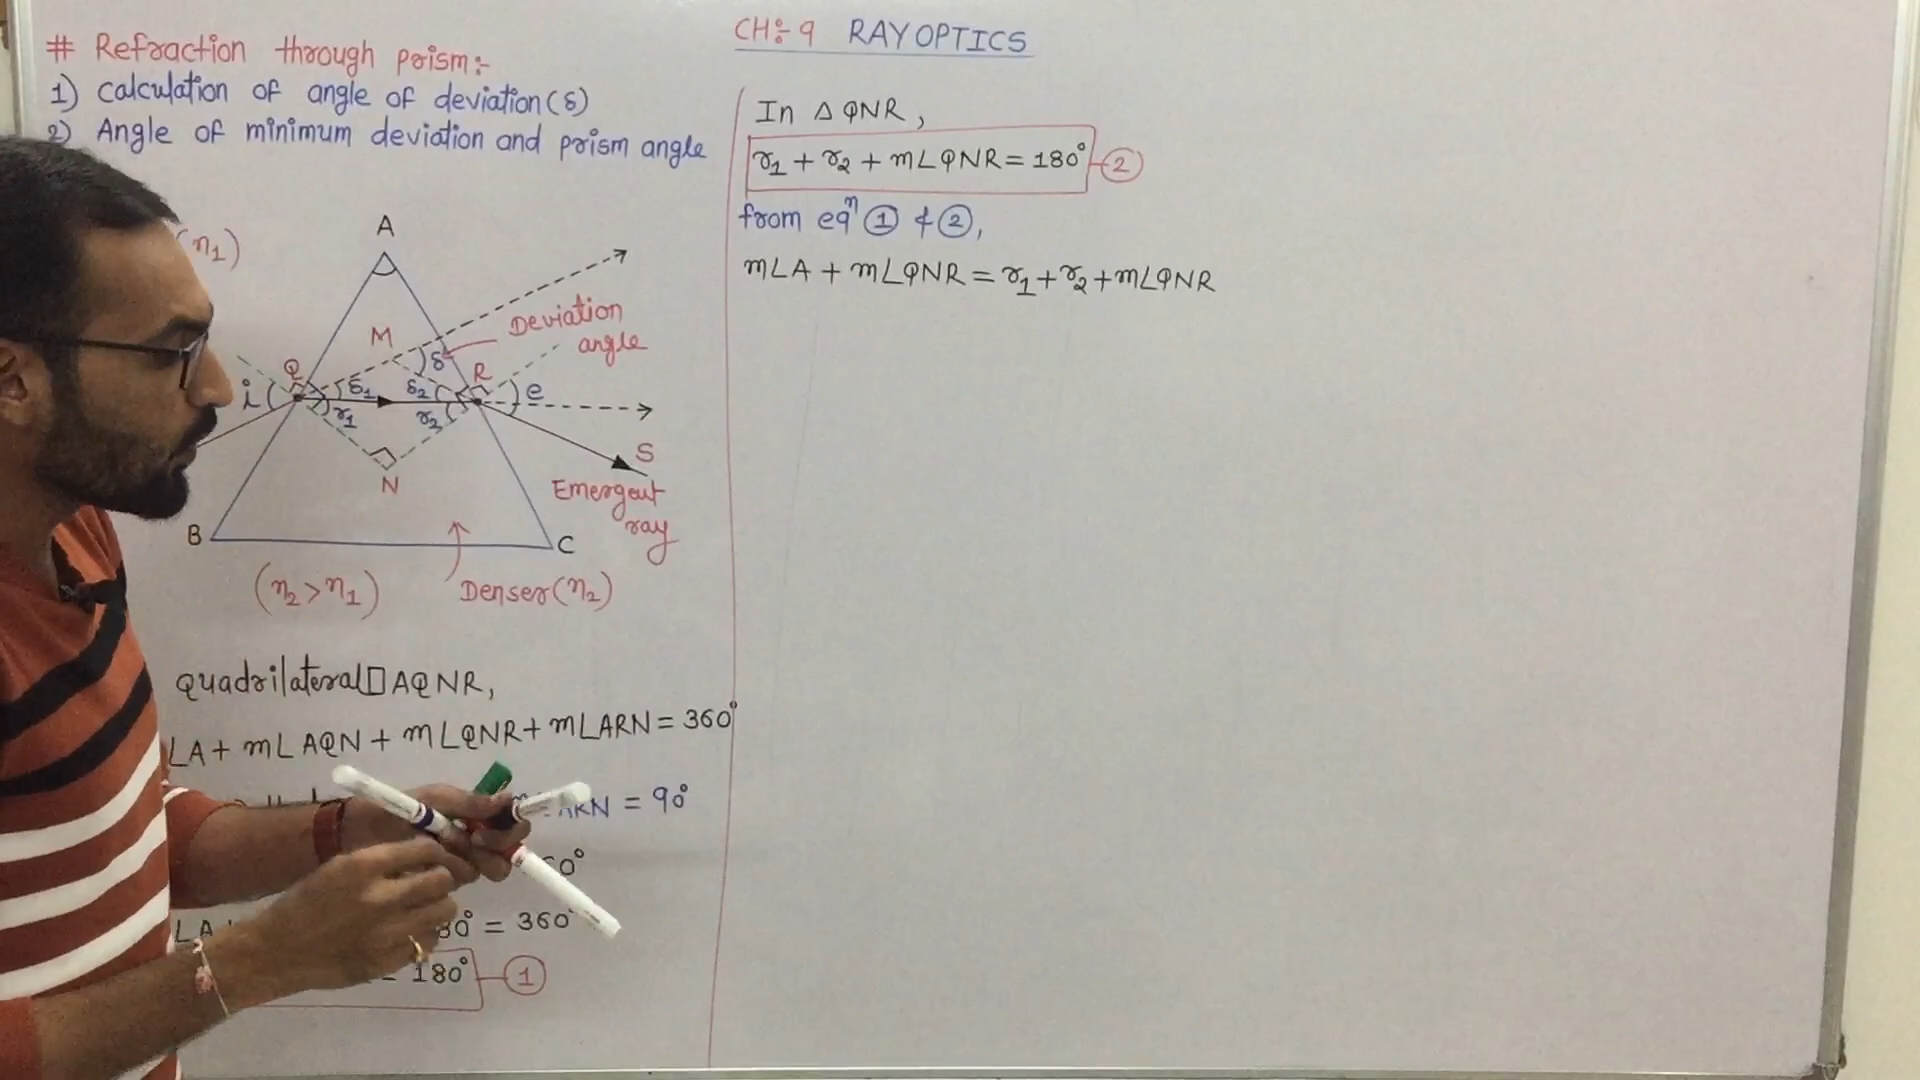 CH:- 9 RAY OPTICS
# Refraction through prism:-
1) Calculation of angle of deviation (δ)
2) Angle of minimum deviation and prism angle
(n1)
A
M
Deviation
angle
δ
Q
R
i
δ1
δ2
e
r1
r2
N
S
Emergent
ray
B
C
(n2 > n1)
Denser (n2)
Quadrilateral □ AQNR,
∠A + m∠AQN + m∠QNR + m∠ARN = 360°
= 90°
∠A
= 360°
180° ①
In △ QNR,
r1 + r2 + m∠QNR = 180° ②
from eqn ① & ②,
m∠A + m∠QNR = r1 + r2 + m∠QNR